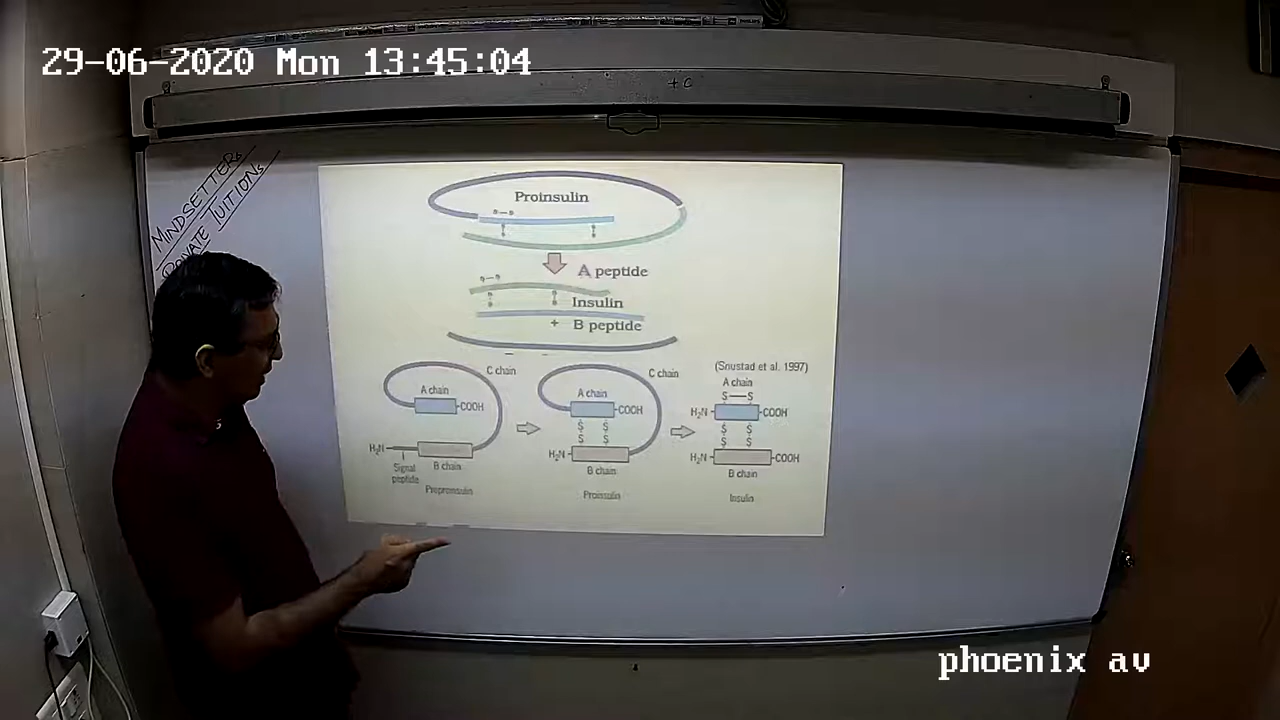 29-06-2020 Mon 13:45:04
+ C
MINDSETTERS
PRIVATE TUITIONS
Proinsulin
s—s
A peptide
s—s
Insulin
+ B peptide
C chain
A chain
COOH
H₂N
B chain
Signal
peptide
Preproinsulin
C chain
A chain
COOH
S S
S S
H₂N
B chain
Proinsulin
(Snustad et al. 1997)
A chain
S—S
H₂N
COOH
S S
S S
H₂N
COOH
B chain
Insulin
phoenix av